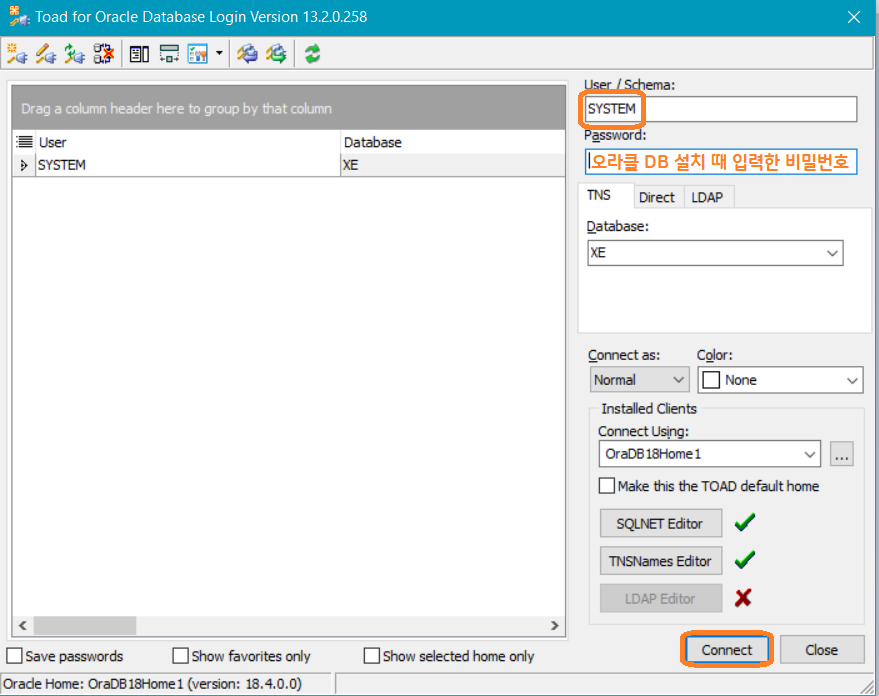 Toad for Oracle Database Login Version 13.2.0.258
Drag a column header here to group by that column
User Database
SYSTEM XE
User / Schema:
SYSTEM
Password:
오라클 DB 설치 때 입력한 비밀번호
TNS Direct LDAP
Database:
XE
Connect as: Color:
Normal None
Installed Clients
Connect Using:
OraDB18Home1 ...
Make this the TOAD default home
SQLNET Editor
TNSNames Editor
LDAP Editor
Connect Close
Save passwords Show favorites only Show selected home only
Oracle Home: OraDB18Home1 (version: 18.4.0.0)